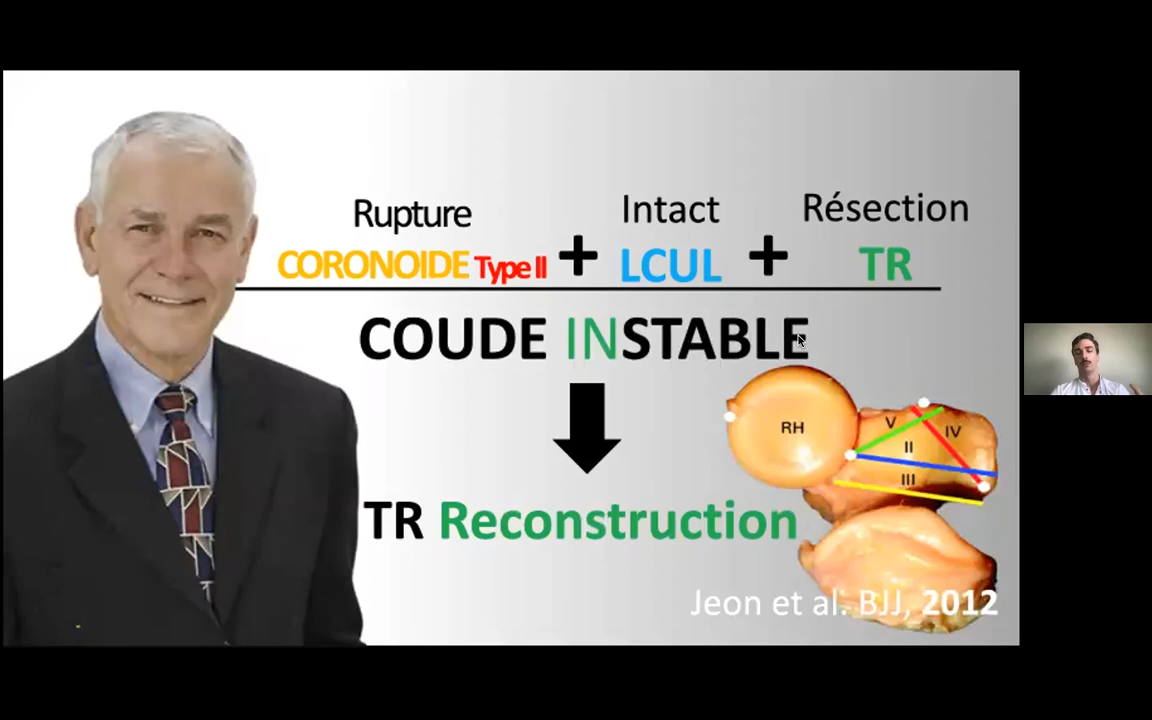 Rupture Intact Résection
CORONOIDE Type II + LCUL + TR
COUDE INSTABLE
RH V IV
II
III
TR Reconstruction
Jeon et al. BJJ, 2012